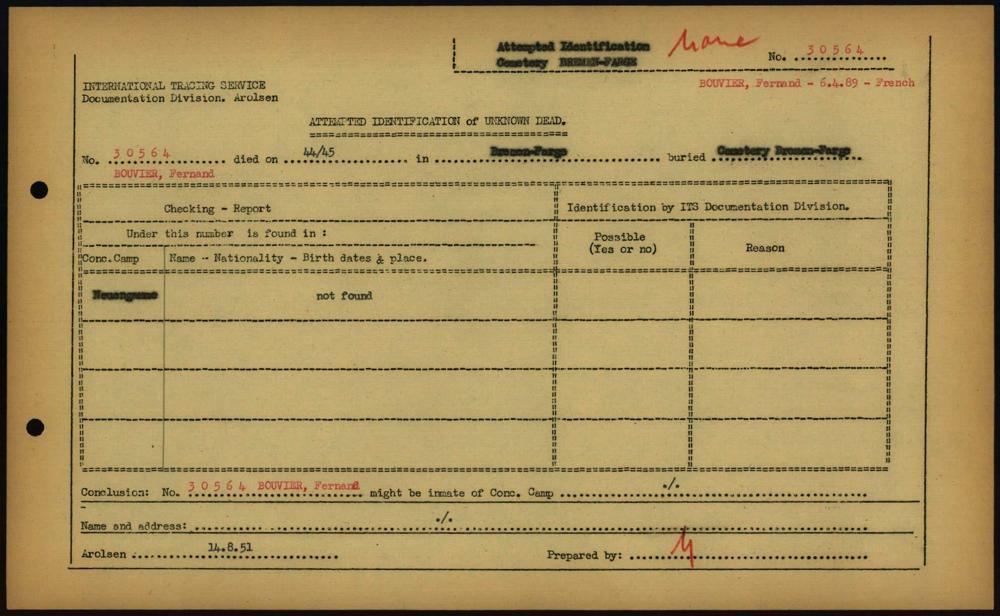 Attempted Identification
Cemetery BREMEN-FARGE
No. 30564
BOUVIER, Fernand - 6.4.89 - French
INTERNATIONAL TRACING SERVICE
Documentation Division. Arolsen
ATTEMPTED IDENTIFICATION of UNKNOWN DEAD.
No. 30564 died on 44/45 in Bremen-Farge buried Cemetery Bremen-Farge
BOUVIER, Fernand
Checking - Report
Identification by ITS Documentation Division.
Under this number is found in :
Possible
(Yes or no)
Reason
Conc.Camp
Name - Nationality - Birth dates & place.
Neuengamme
not found
Conclusion: No. 30564 BOUVIER, Fernand might be inmate of Conc. Camp ./.
Name and address: ./.
Arolsen 14.8.51
Prepared by: